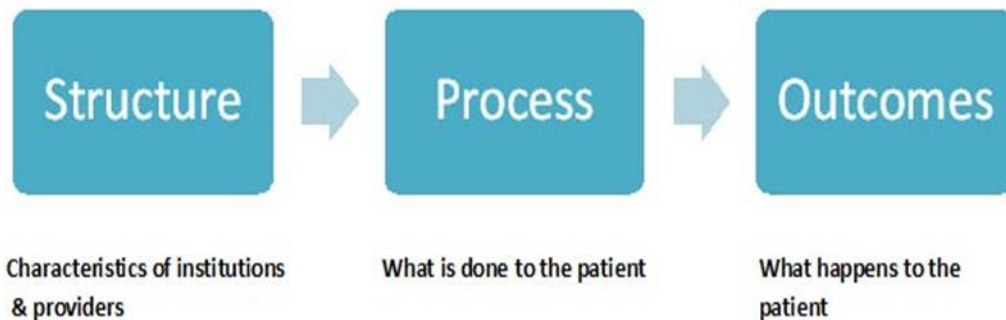 Structure
Process
Outcomes
Characteristics of institutions
& providers
What is done to the patient
What happens to the
patient